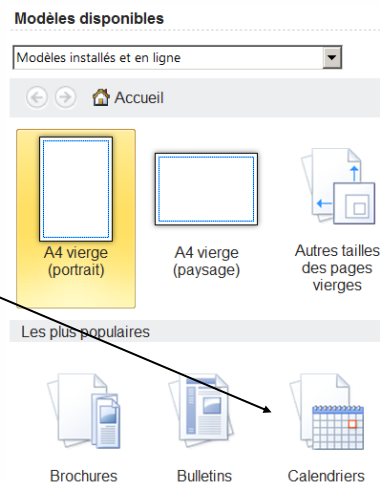 Modèles disponibles
Modèles installés et en ligne
Accueil
A4 vierge
(portrait)
A4 vierge
(paysage)
Autres tailles
des pages
vierges
Les plus populaires
Brochures
Bulletins
Calendriers